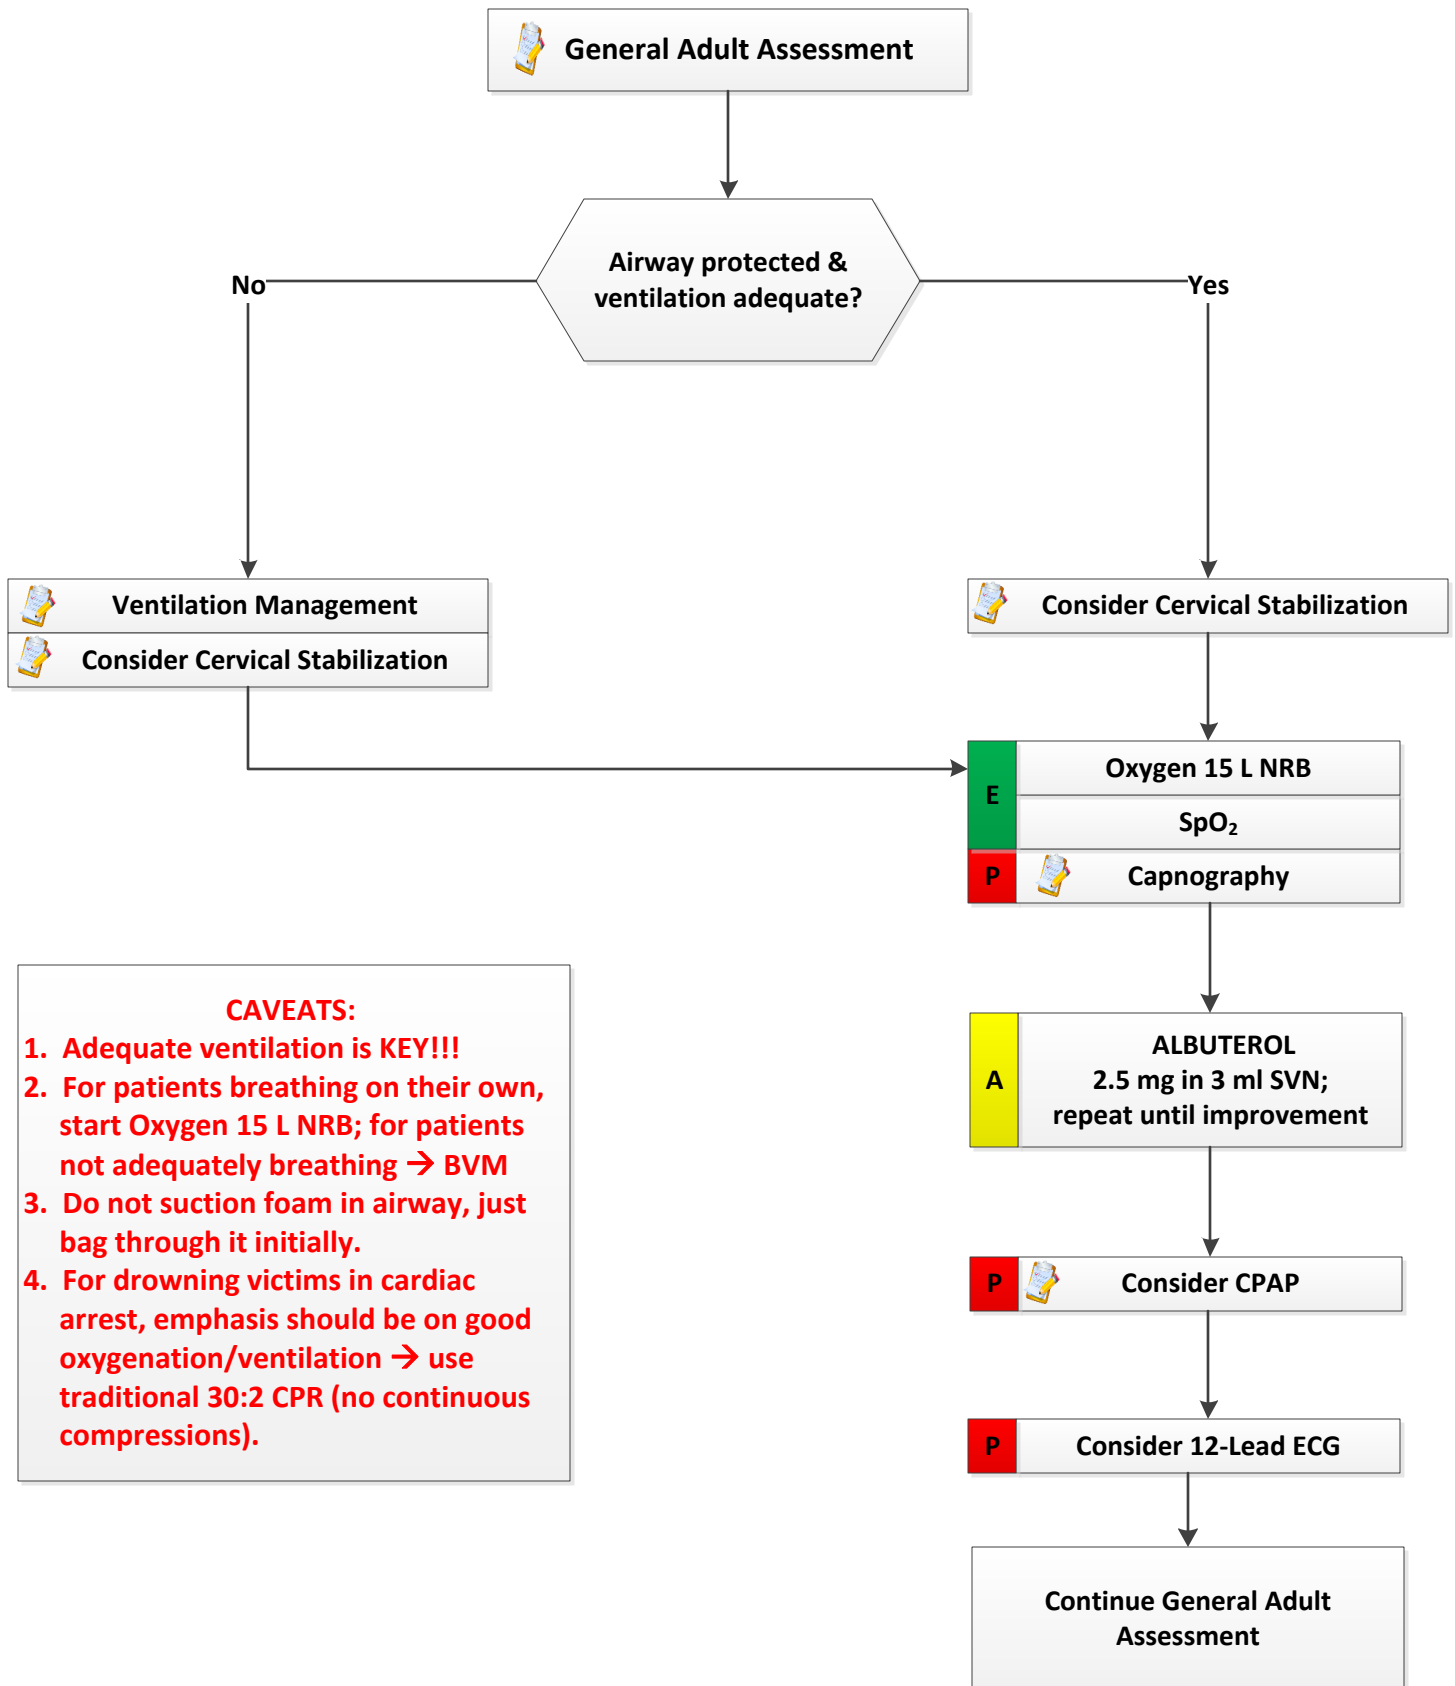 General Adult Assessment
Airway protected &
ventilation adequate?
No
Yes
Ventilation Management
Consider Cervical Stabilization
Consider Cervical Stabilization
E
Oxygen 15 L NRB
SpO₂
P
Capnography
A
ALBUTEROL
2.5 mg in 3 ml SVN;
repeat until improvement
P
Consider CPAP
P
Consider 12-Lead ECG
Continue General Adult
Assessment
CAVEATS:
1. Adequate ventilation is KEY!!!
2. For patients breathing on their own,
start Oxygen 15 L NRB; for patients
not adequately breathing → BVM
3. Do not suction foam in airway, just
bag through it initially.
4. For drowning victims in cardiac
arrest, emphasis should be on good
oxygenation/ventilation → use
traditional 30:2 CPR (no continuous
compressions).